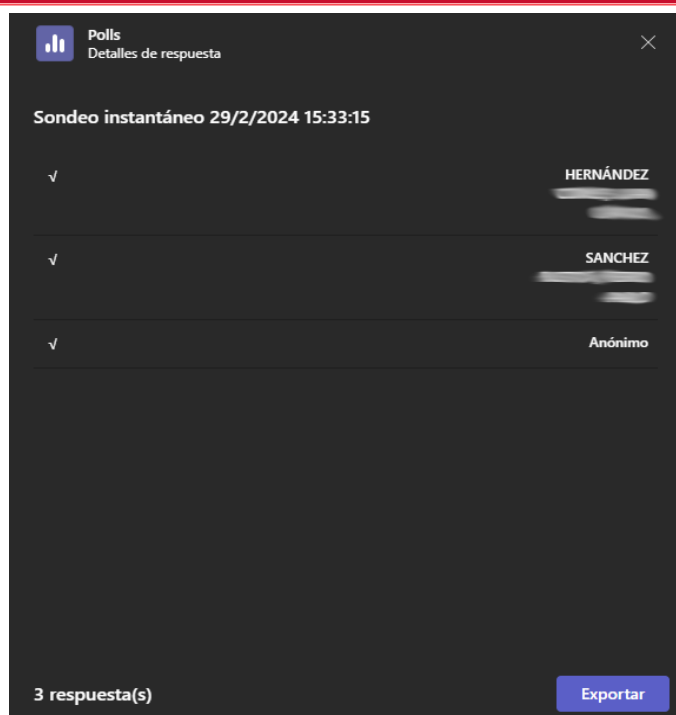 Polls
Detalles de respuesta
Sondeo instantáneo 29/2/2024 15:33:15
√ HERNÁNDEZ
√ SANCHEZ
√ Anónimo
3 respuesta(s) Exportar